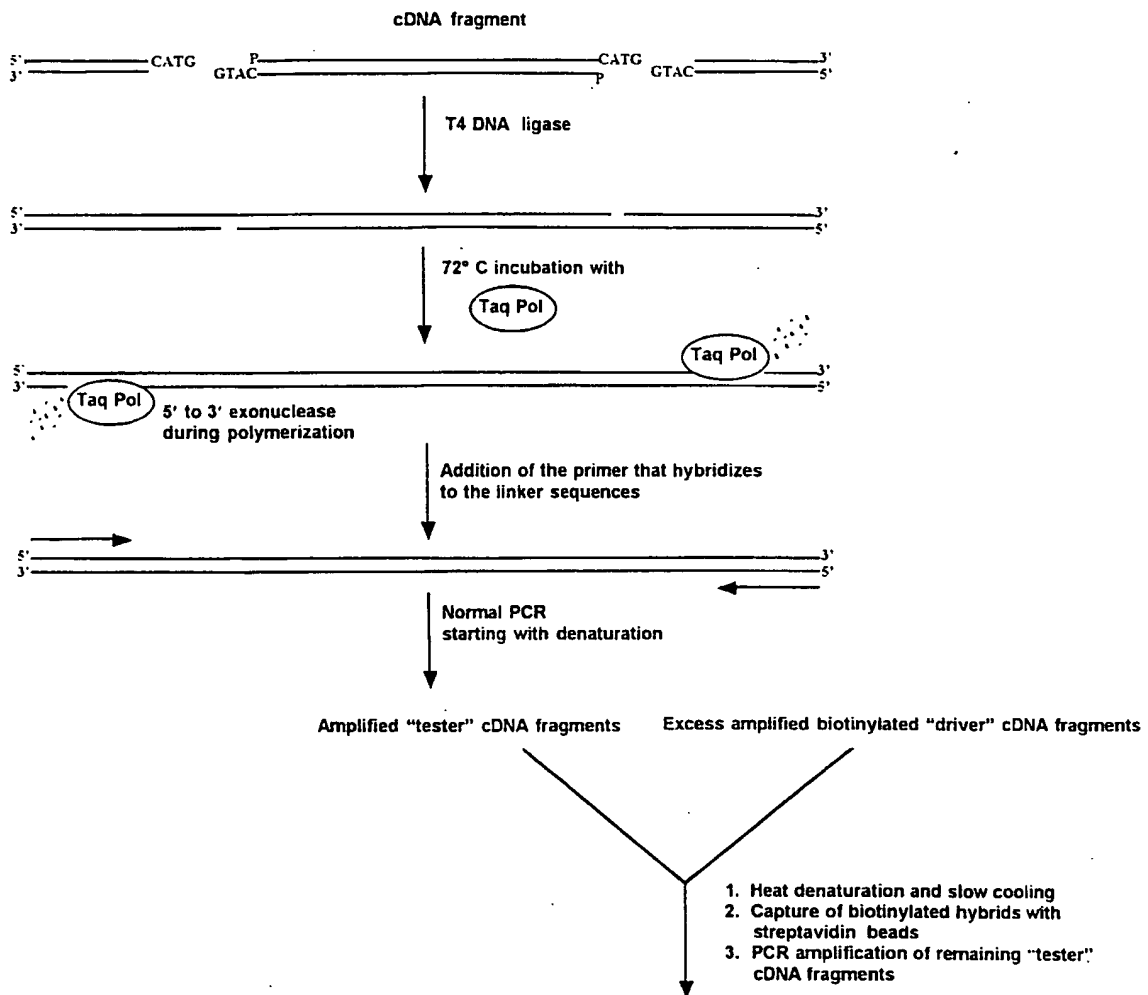 cDNA fragment
5' CATG P CATG 3'
3' GTAC P GTAC 5'
T4 DNA ligase
5' 3'
3' 5'
72° C incubation with
Taq Pol
Taq Pol
5' 3'
3' 5'
Taq Pol
5' to 3' exonuclease
during polymerization
Addition of the primer that hybridizes
to the linker sequences
5' 3'
3' 5'
Normal PCR
starting with denaturation
Amplified "tester" cDNA fragments
Excess amplified biotinylated "driver" cDNA fragments
1. Heat denaturation and slow cooling
2. Capture of biotinylated hybrids with
streptavidin beads
3. PCR amplification of remaining "tester"
cDNA fragments